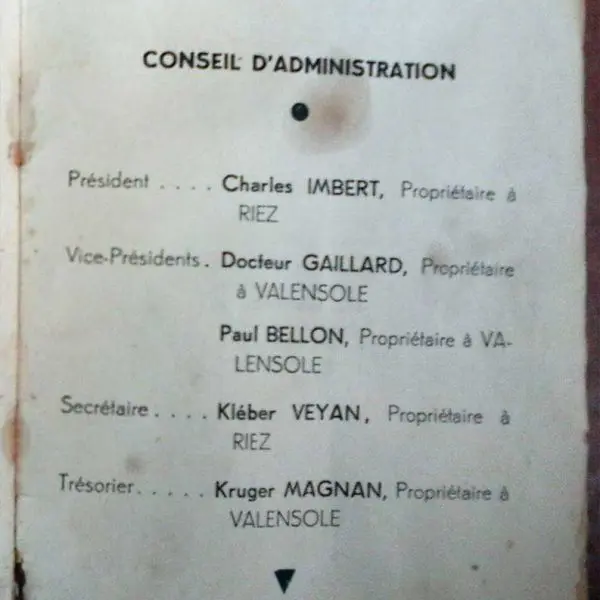 CONSEIL D'ADMINISTRATION
Président .... Charles IMBERT, Propriétaire à
RIEZ
Vice-Présidents. Docteur GAILLARD, Propriétaire
à VALENSOLE
Paul BELLON, Propriétaire à VA-
LENSOLE
Secrétaire.... Kléber VEYAN, Propriétaire à
RIEZ
Trésorier..... Kruger MAGNAN, Propriétaire à
VALENSOLE